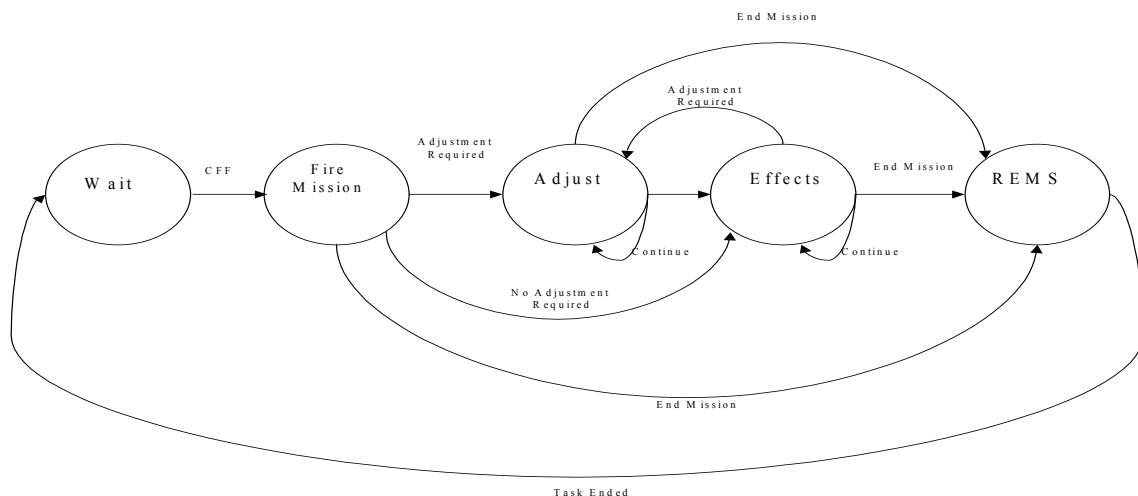 End Mission
Adjustment
Required
Adjustment
Required
CFF
Fire
Mission
End Mission
Wait
Adjust
Effects
REMS
Continue
Continue
No Adjustment
Required
End Mission
Task Ended